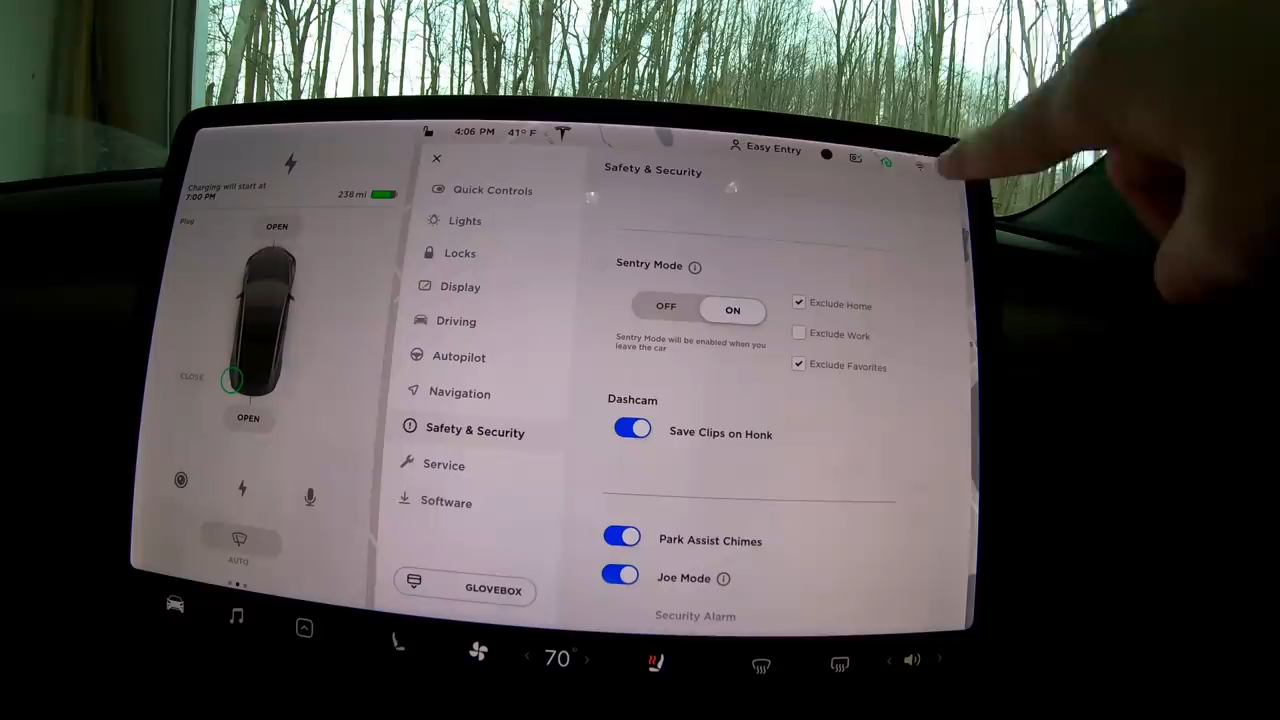 4:06 PM 41°F
Easy Entry
Charging will start at
7:00 PM
238 mi
Plug
OPEN
CLOSE
OPEN
AUTO
Quick Controls
Lights
Locks
Display
Driving
Autopilot
Navigation
Safety & Security
Service
Software
GLOVEBOX
Safety & Security
Sentry Mode
OFF ON
Sentry Mode will be enabled when you
leave the car
Exclude Home
Exclude Work
Exclude Favorites
Dashcam
Save Clips on Honk
Park Assist Chimes
Joe Mode
Security Alarm
70°